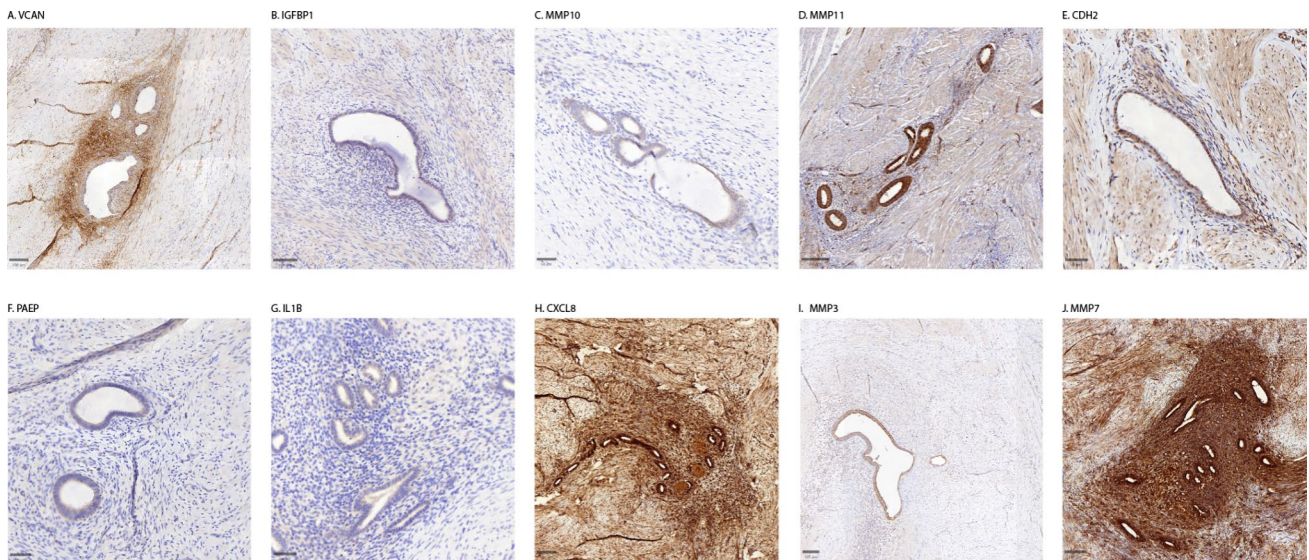 A. VCAN
B. IGFBP1
C. MMP10
D. MMP11
E. CDH2
F. PAEP
G. IL1B
H. CXCL8
I. MMP3
J. MMP7